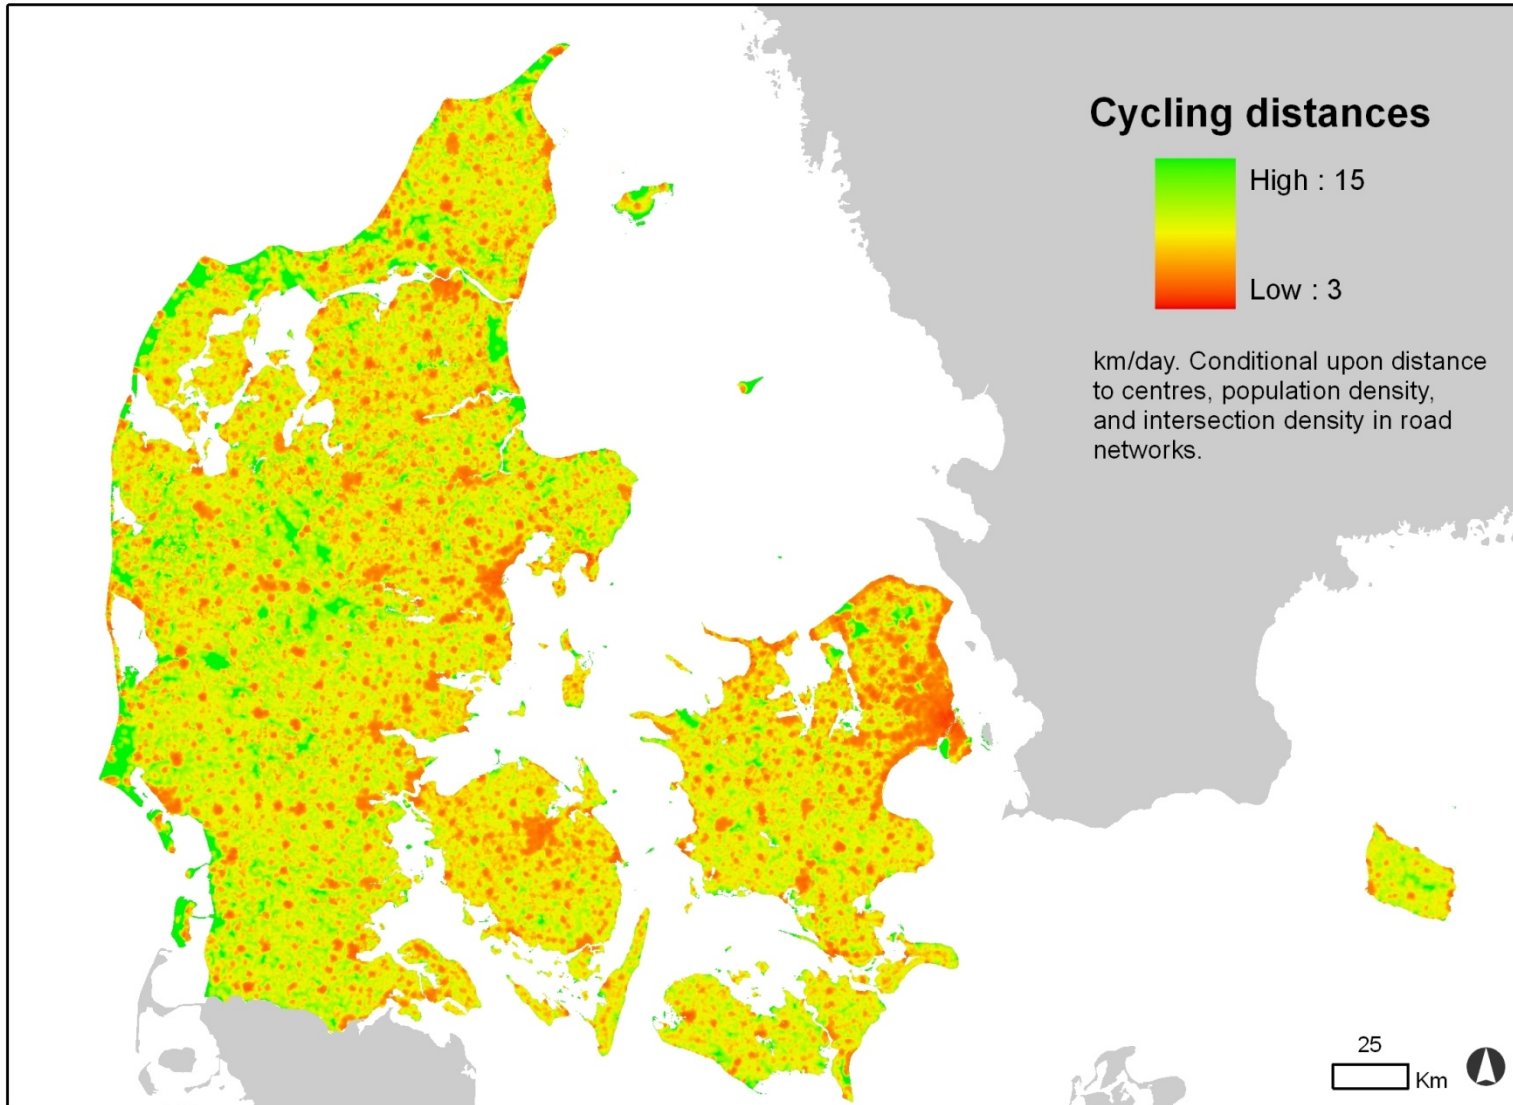 Cycling distances
High : 15
Low : 3
km/day. Conditional upon distance
to centres, population density,
and intersection density in road
networks.
25
Km